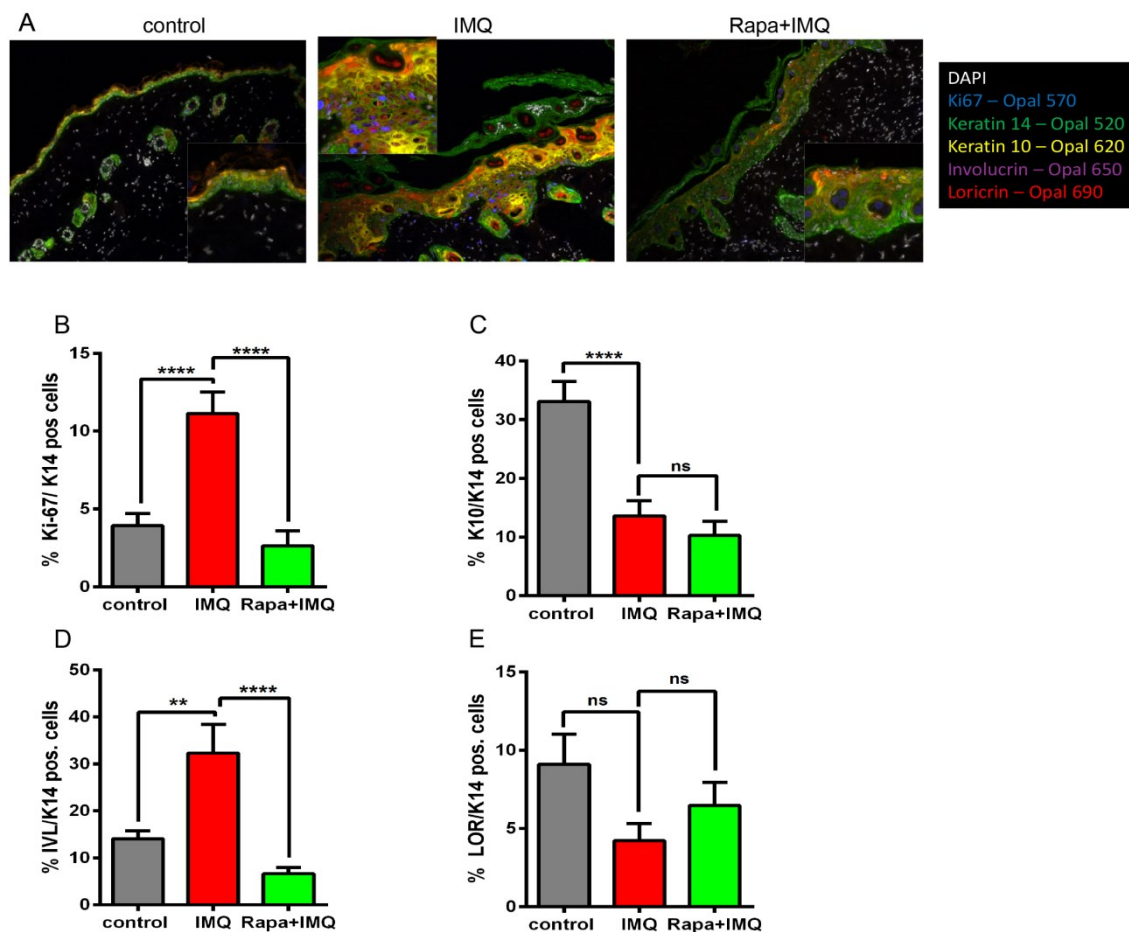 A
control
IMQ
Rapa+IMQ
DAPI
Ki67 – Opal 570
Keratin 14 – Opal 520
Keratin 10 – Opal 620
Involucrin – Opal 650
Loricrin – Opal 690
B
% Ki-67/ K14 pos cells
15
10
5
0
****
****
control
IMQ
Rapa+IMQ
C
% K10/K14 pos cells
40
30
20
10
0
****
ns
control
IMQ
Rapa+IMQ
D
% IVL/K14 pos. cells
50
40
30
20
10
0
**
****
control
IMQ
Rapa+IMQ
E
% LOR/K14 pos. cells
15
10
5
0
ns
ns
control
IMQ
Rapa+IMQ